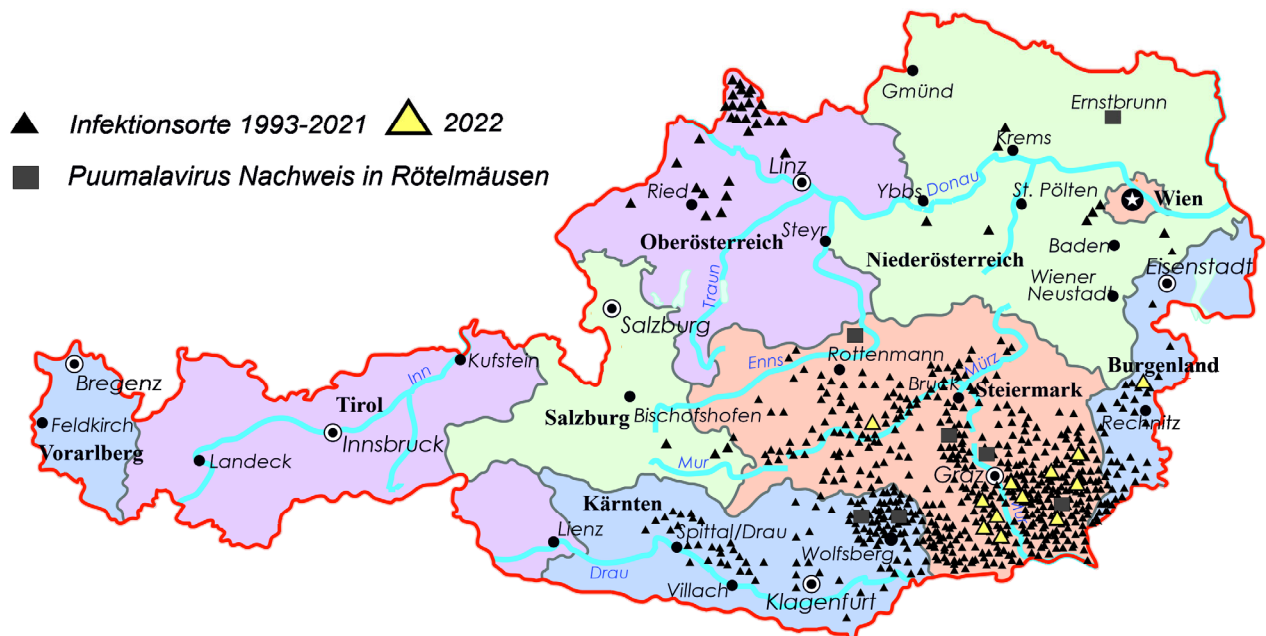 Infektionsorte 1993-2021
2022
Puumalavirus Nachweis in Rötelmäusen
Gmünd
Ernstbrunn
Krems
Linz
Ried
Ybbs
Donau
St. Pölten
Wien
Steyr
Oberösterreich
Niederösterreich
Baden
Eisenstadt
Traun
Wiener
Neustadt
Salzburg
Enns
Rottenmann
Mürz
Bruck
Steiermark
Burgenland
Kufstein
Inn
Bregenz
Tirol
Salzburg
Bischofshofen
Rechnitz
Feldkirch
Vorarlberg
Innsbruck
Landeck
Mur
Graz
Mur
Kärnten
Lienz
Spittal/Drau
Wolfsberg
Drau
Villach
Klagenfurt